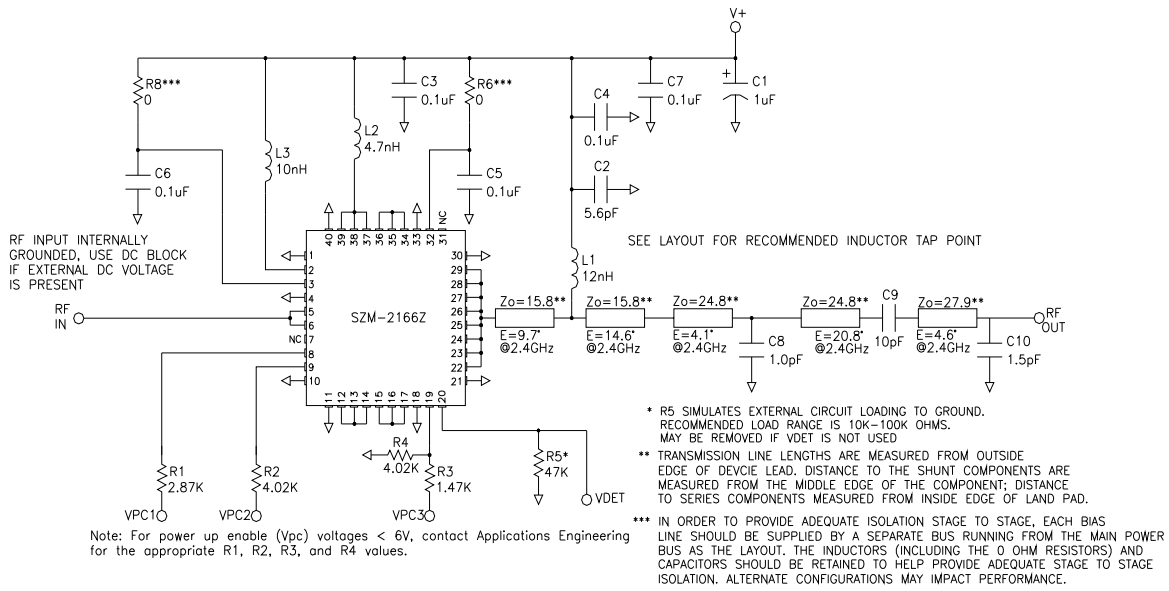 V+
R8***
0
C3
0.1uF
R6***
0
C7
0.1uF
+
C1
1uF
C4
0.1uF
L2
4.7nH
L3
10nH
C6
0.1uF
C5
0.1uF
C2
5.6pF
40 39 38 37 36 35 34 33 32 31 NC
RF INPUT INTERNALLY
GROUNDED, USE DC BLOCK
IF EXTERNAL DC VOLTAGE
IS PRESENT
SEE LAYOUT FOR RECOMMENDED INDUCTOR TAP POINT
L1
12nH
1
2
3
4
5
6
NC 7
8
9
10
30
29
28
27
26
25
24
23
22
21
SZM-2166Z
RF
IN
Zo=15.8**
E=9.7°
@2.4GHz
Zo=15.8**
E=14.6°
@2.4GHz
Zo=24.8**
E=4.1°
@2.4GHz
C8
1.0pF
Zo=24.8**
E=20.8°
@2.4GHz
C9
10pF
Zo=27.9**
E=4.6°
@2.4GHz
RF
OUT
C10
1.5pF
11 12 13 14 15 16 17 18 19 20
R4
4.02K
R1
2.87K
R2
4.02K
R3
1.47K
R5*
47K
VDET
VPC1
VPC2
VPC3
* R5 SIMULATES EXTERNAL CIRCUIT LOADING TO GROUND.
RECOMMENDED LOAD RANGE IS 10K-100K OHMS.
MAY BE REMOVED IF VDET IS NOT USED
** TRANSMISSION LINE LENGTHS ARE MEASURED FROM OUTSIDE
EDGE OF DEVCIE LEAD. DISTANCE TO THE SHUNT COMPONENTS ARE
MEASURED FROM THE MIDDLE EDGE OF THE COMPONENT; DISTANCE
TO SERIES COMPONENTS MEASURED FROM INSIDE EDGE OF LAND PAD.
*** IN ORDER TO PROVIDE ADEQUATE ISOLATION STAGE TO STAGE, EACH BIAS
LINE SHOULD BE SUPPLIED BY A SEPARATE BUS RUNNING FROM THE MAIN POWER
BUS AS THE LAYOUT. THE INDUCTORS (INCLUDING THE 0 OHM RESISTORS) AND
CAPACITORS SHOULD BE RETAINED TO HELP PROVIDE ADEQUATE STAGE TO STAGE
ISOLATION. ALTERNATE CONFIGURATIONS MAY IMPACT PERFORMANCE.
Note: For power up enable (Vpc) voltages < 6V, contact Applications Engineering
for the appropriate R1, R2, R3, and R4 values.